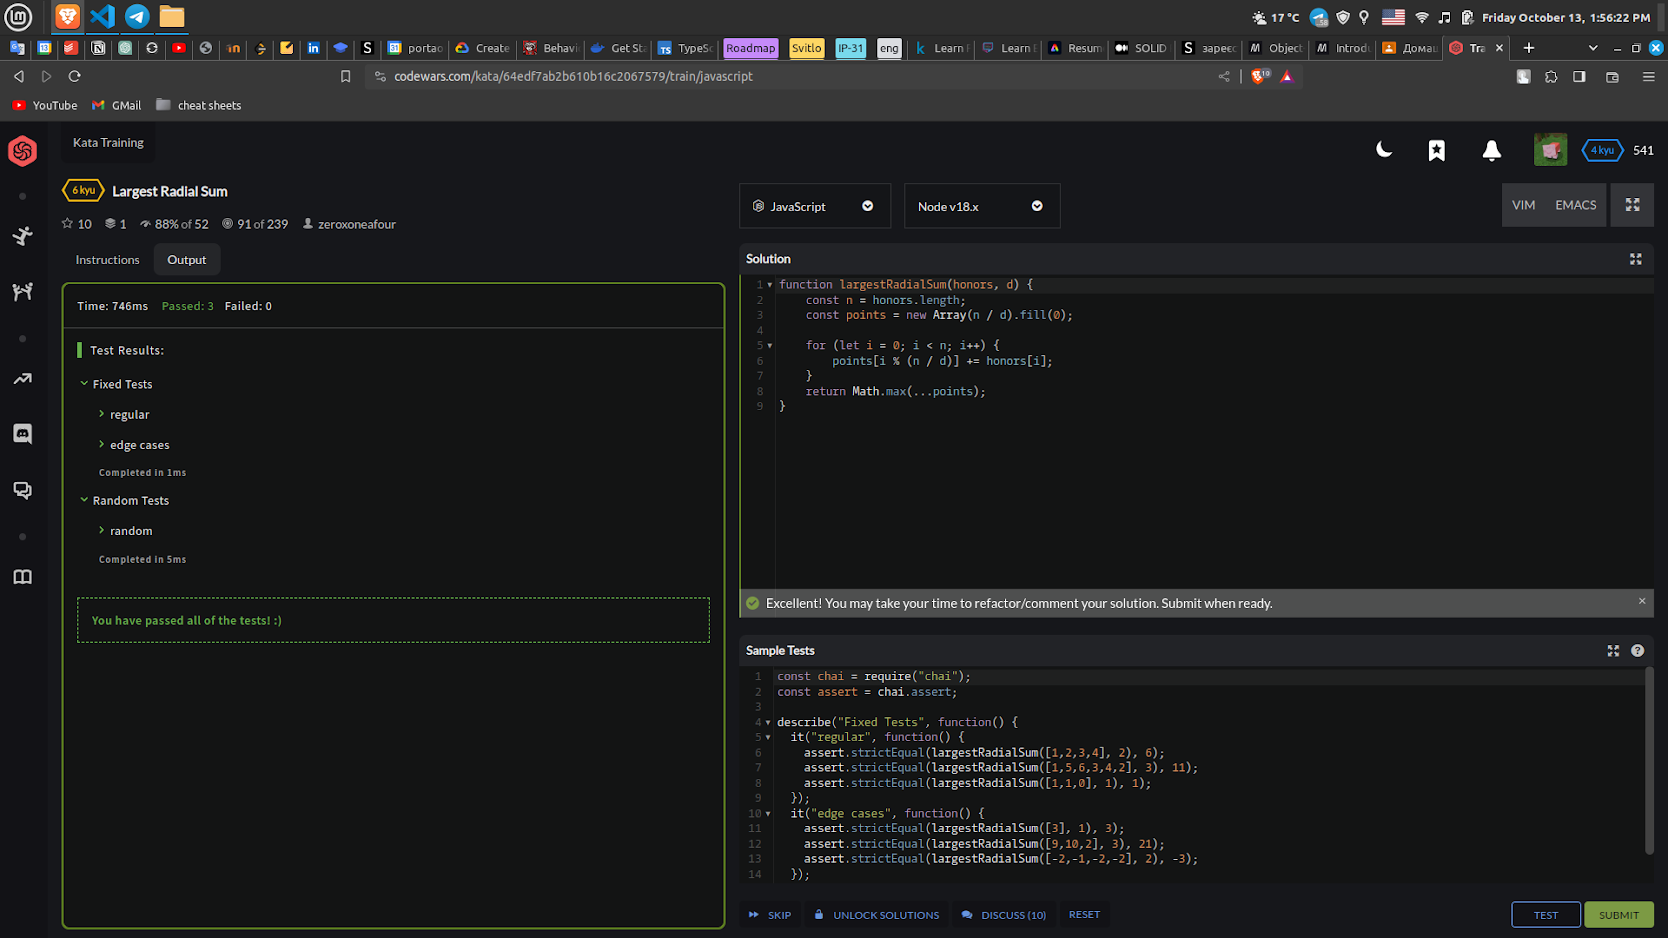 17 °C
58
Friday October 13, 1:56:22 PM
in
S
31
portao
Create
Behavi
Get Sta
TS
TypeSc
Roadmap
Svitlo
IP-31
eng
k
Learn F
Learn E
Resum
SOLID
S
зареєс
M
Object
M
Introdu
Домац
Tra
codewars.com/kata/64edf7ab2b610b16c2067579/train/javascript
10
YouTube
GMail
cheat sheets
Kata Training
4 kyu
541
6 kyu
Largest Radial Sum
10
1
88% of 52
91 of 239
zeroxoneafour
JavaScript
Node v18.x
VIM
EMACS
Instructions
Output
Time: 746ms
Passed: 3
Failed: 0
Test Results:
Fixed Tests
regular
edge cases
Completed in 1ms
Random Tests
random
Completed in 5ms
You have passed all of the tests! :)
Solution
1 function largestRadialSum(honors, d) {
2 const n = honors.length;
3 const points = new Array(n / d).fill(0);
4
5 for (let i = 0; i < n; i++) {
6 points[i % (n / d)] += honors[i];
7 }
8 return Math.max(...points);
9 }
Excellent! You may take your time to refactor/comment your solution. Submit when ready.
Sample Tests
1 const chai = require("chai");
2 const assert = chai.assert;
3
4 describe("Fixed Tests", function() {
5 it("regular", function() {
6 assert.strictEqual(largestRadialSum([1,2,3,4], 2), 6);
7 assert.strictEqual(largestRadialSum([1,5,6,3,4,2], 3), 11);
8 assert.strictEqual(largestRadialSum([1,1,0], 1), 1);
9 });
10 it("edge cases", function() {
11 assert.strictEqual(largestRadialSum([3], 1), 3);
12 assert.strictEqual(largestRadialSum([9,10,2], 3), 21);
13 assert.strictEqual(largestRadialSum([-2,-1,-2,-2], 2), -3);
14 });
SKIP
UNLOCK SOLUTIONS
DISCUSS (10)
RESET
TEST
SUBMIT